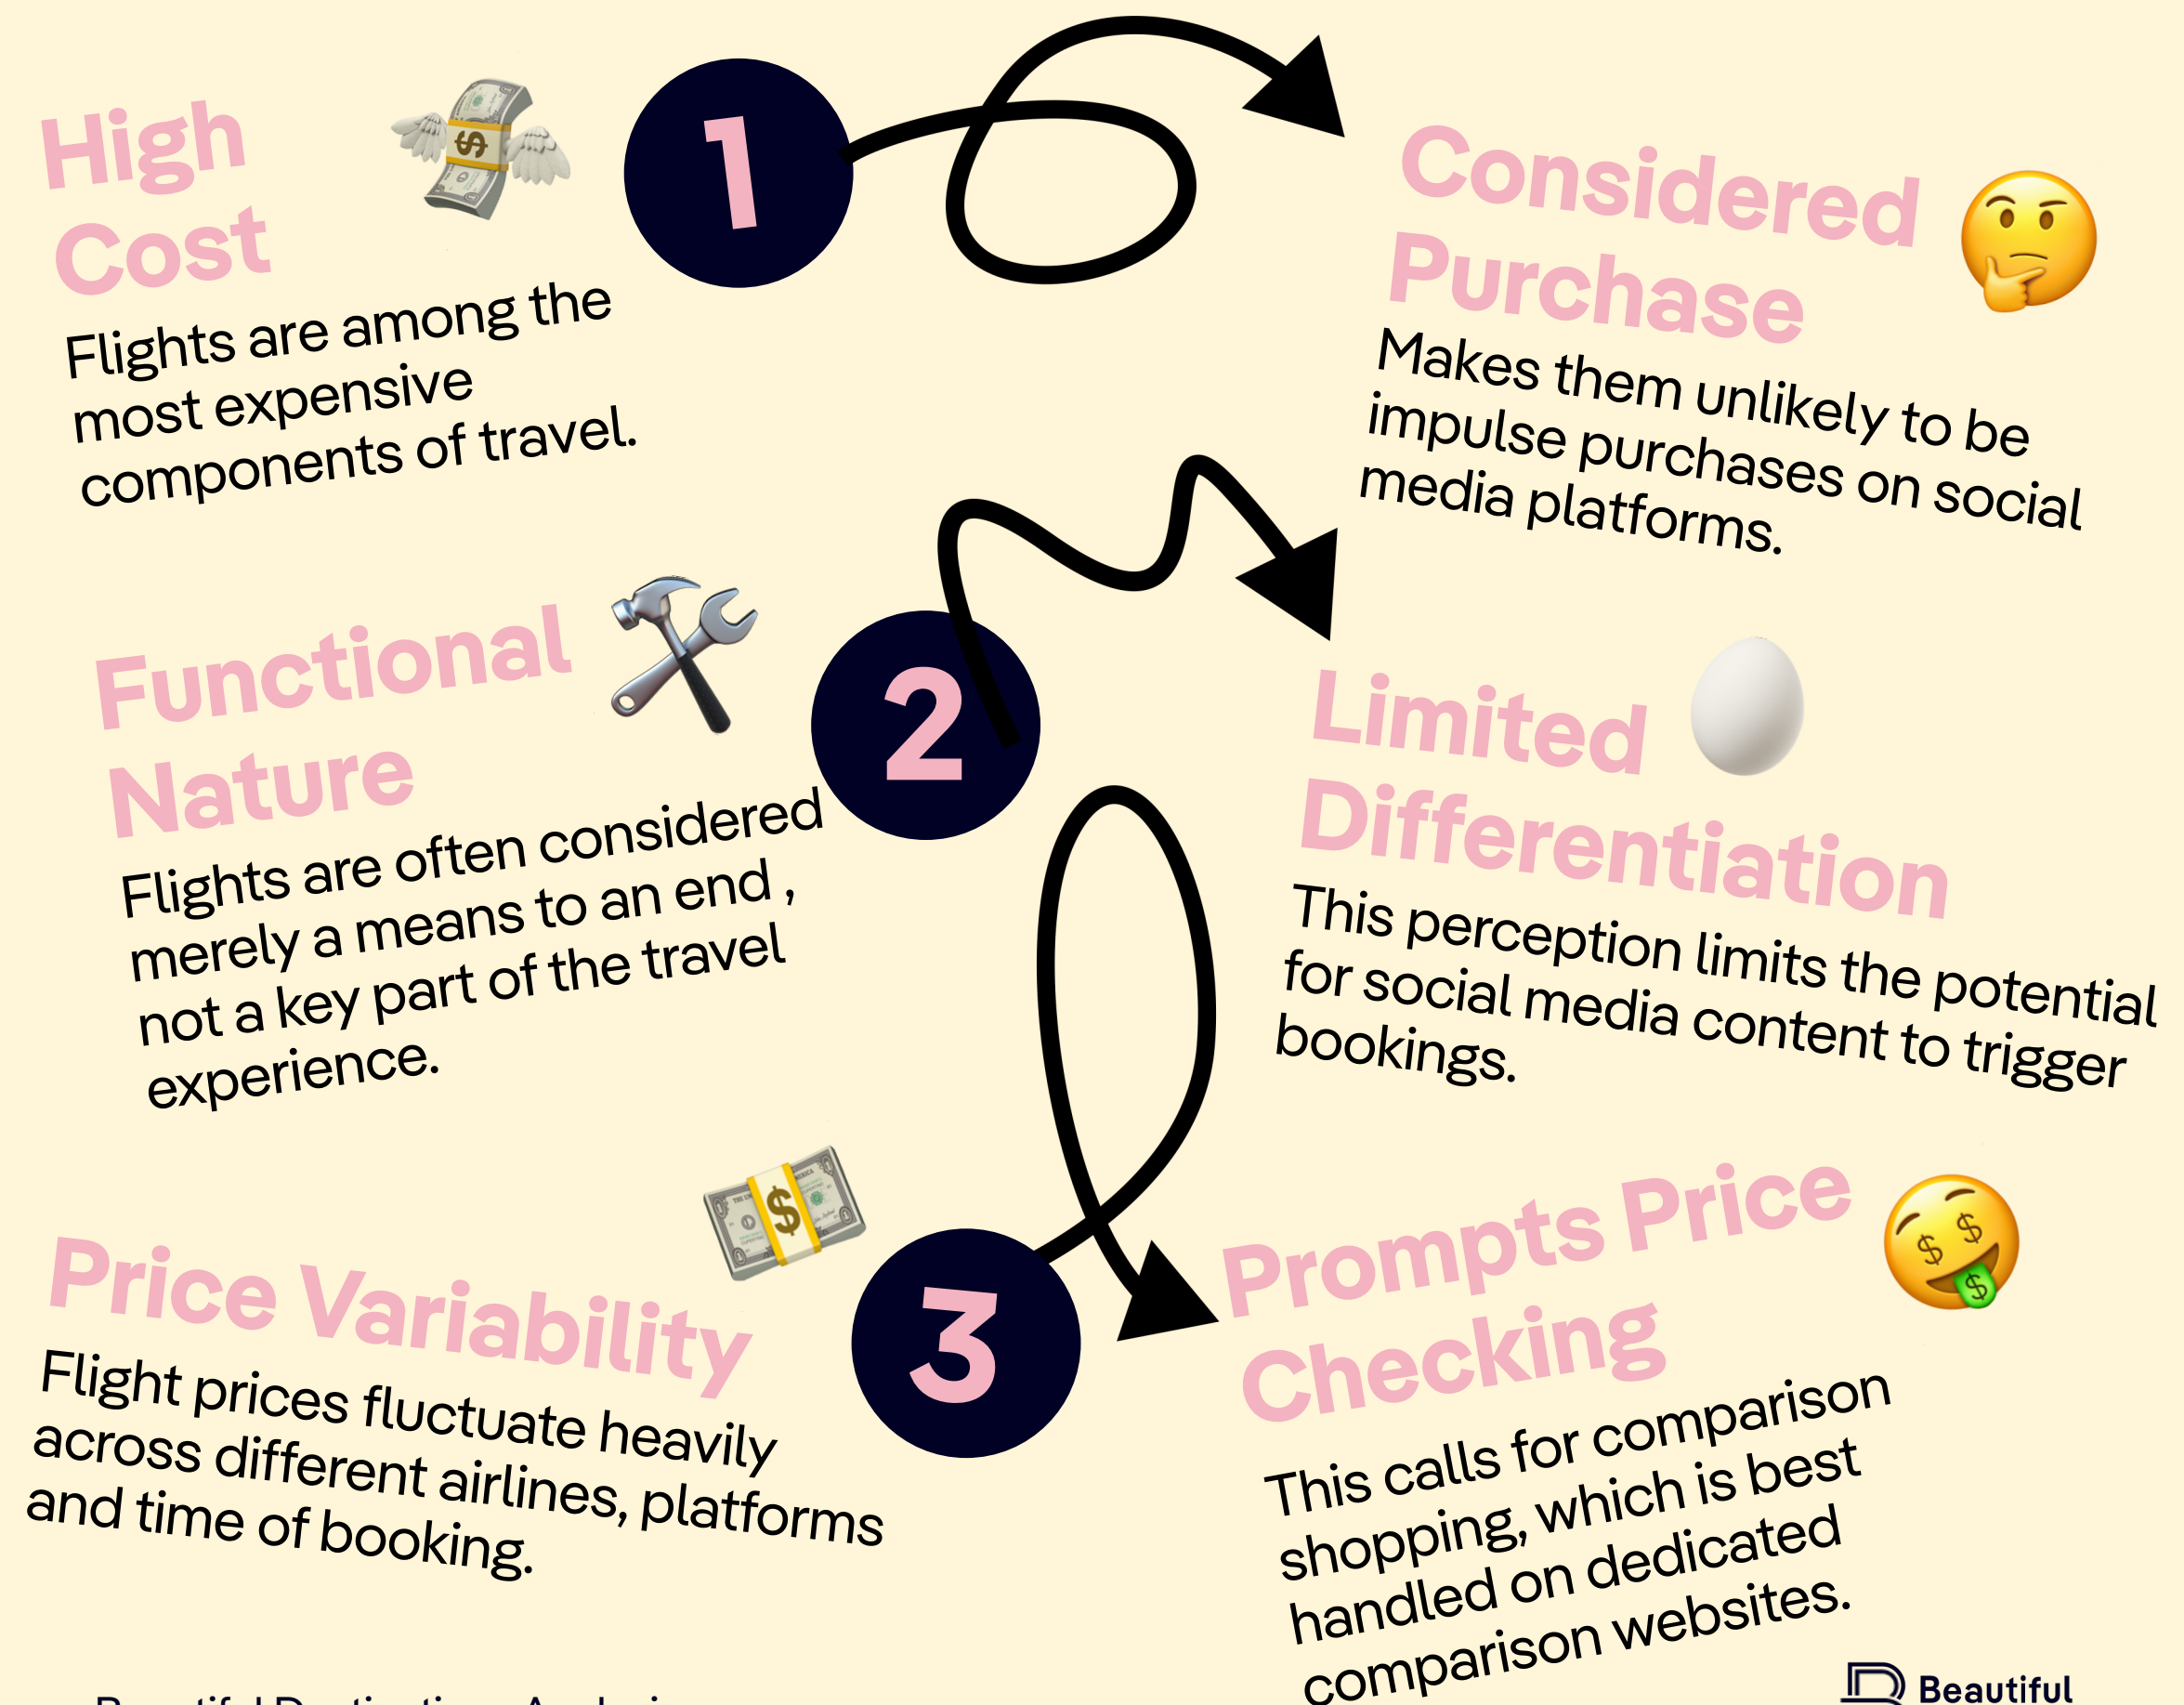 High
Cost
Flights are among the
most expensive
components of travel.
1
Considered
Purchase
Makes them unlikely to be
impulse purchases on social
media platforms.
Functional
Nature
Flights are often considered
merely a means to an end ,
not a key part of the travel
experience.
2
Limited
Differentiation
This perception limits the potential
for social media content to trigger
bookings.
Price Variability
Flight prices fluctuate heavily
across different airlines, platforms
and time of booking.
3
Prompts Price
Checking
This calls for comparison
shopping, which is best
handled on dedicated
comparison websites.
Beautiful